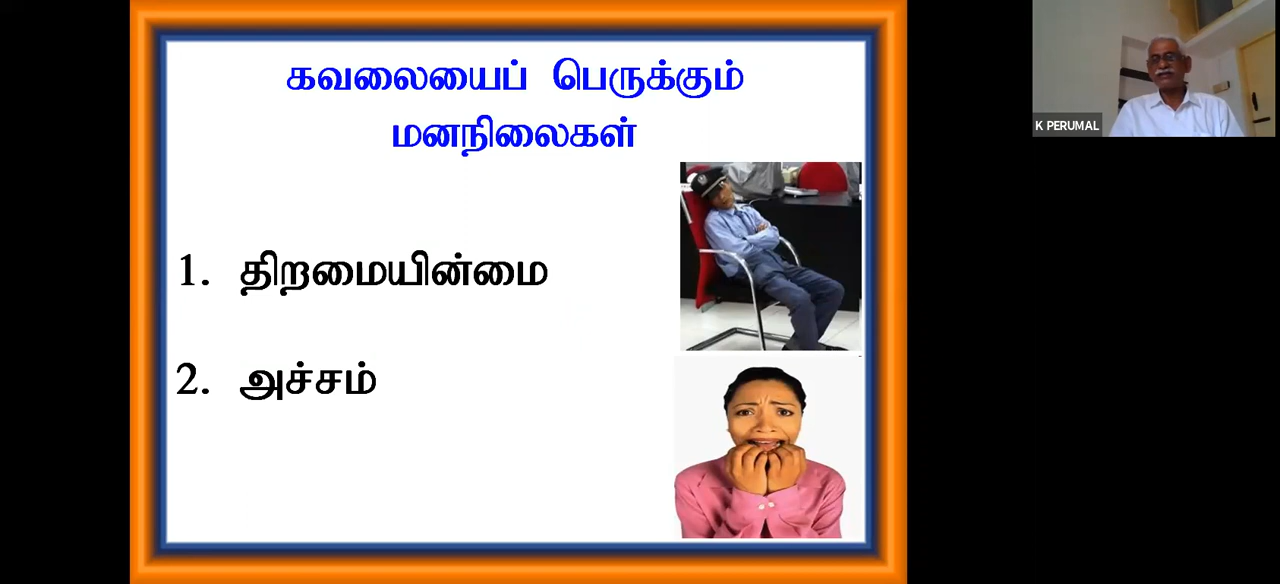 கவலையைப் பெருக்கும்
மனநிலைகள்
1. திறமையின்மை
2. அச்சம்
K PERUMAL